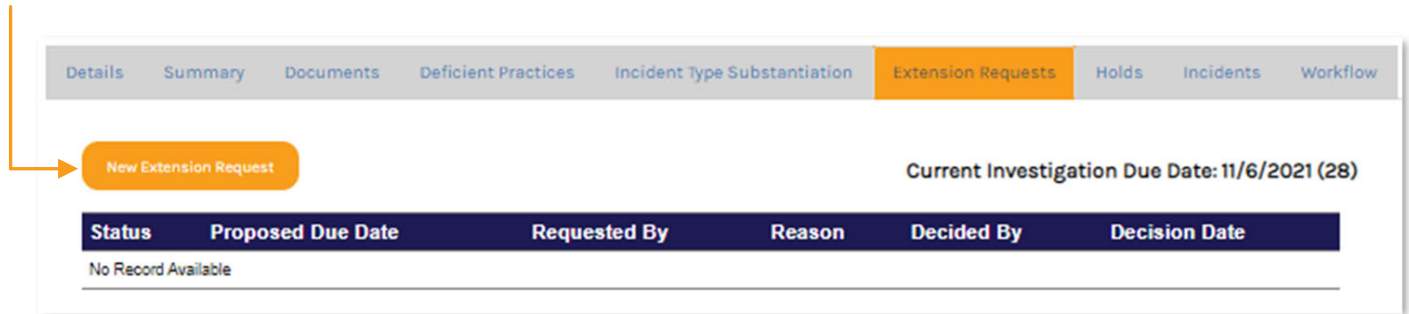 Details Summary Documents Deficient Practices Incident Type Substantiation Extension Requests Holds Incidents Workflow
New Extension Request
Current Investigation Due Date: 11/6/2021 (28)
Status Proposed Due Date Requested By Reason Decided By Decision Date
No Record Available